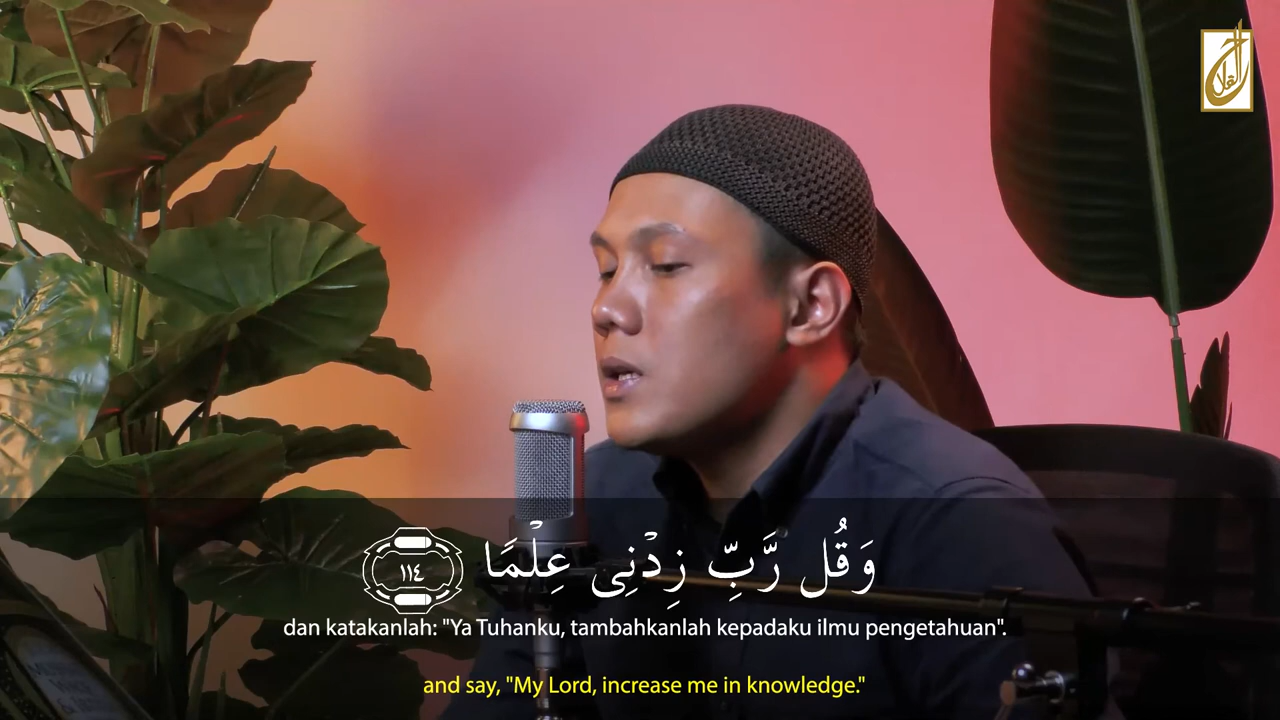 وَقُل رَّبِّ زِدْنِى عِلْمًا ١١٤
dan katakanlah: "Ya Tuhanku, tambahkanlah kepadaku ilmu pengetahuan".
and say, "My Lord, increase me in knowledge."